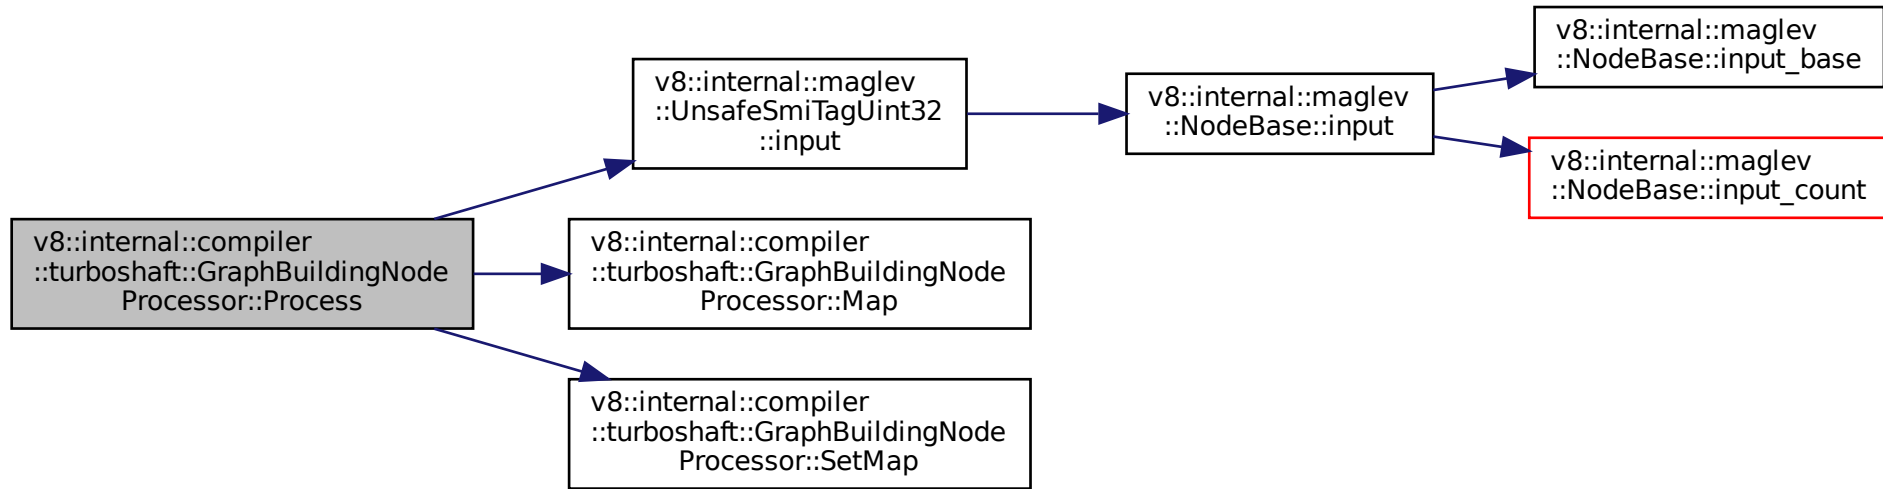 v8::internal::compiler
::turboshaft::GraphBuildingNode
Processor::Process
v8::internal::maglev
::UnsafeSmiTagUint32
::input
v8::internal::compiler
::turboshaft::GraphBuildingNode
Processor::Map
v8::internal::compiler
::turboshaft::GraphBuildingNode
Processor::SetMap
v8::internal::maglev
::NodeBase::input
v8::internal::maglev
::NodeBase::input_base
v8::internal::maglev
::NodeBase::input_count